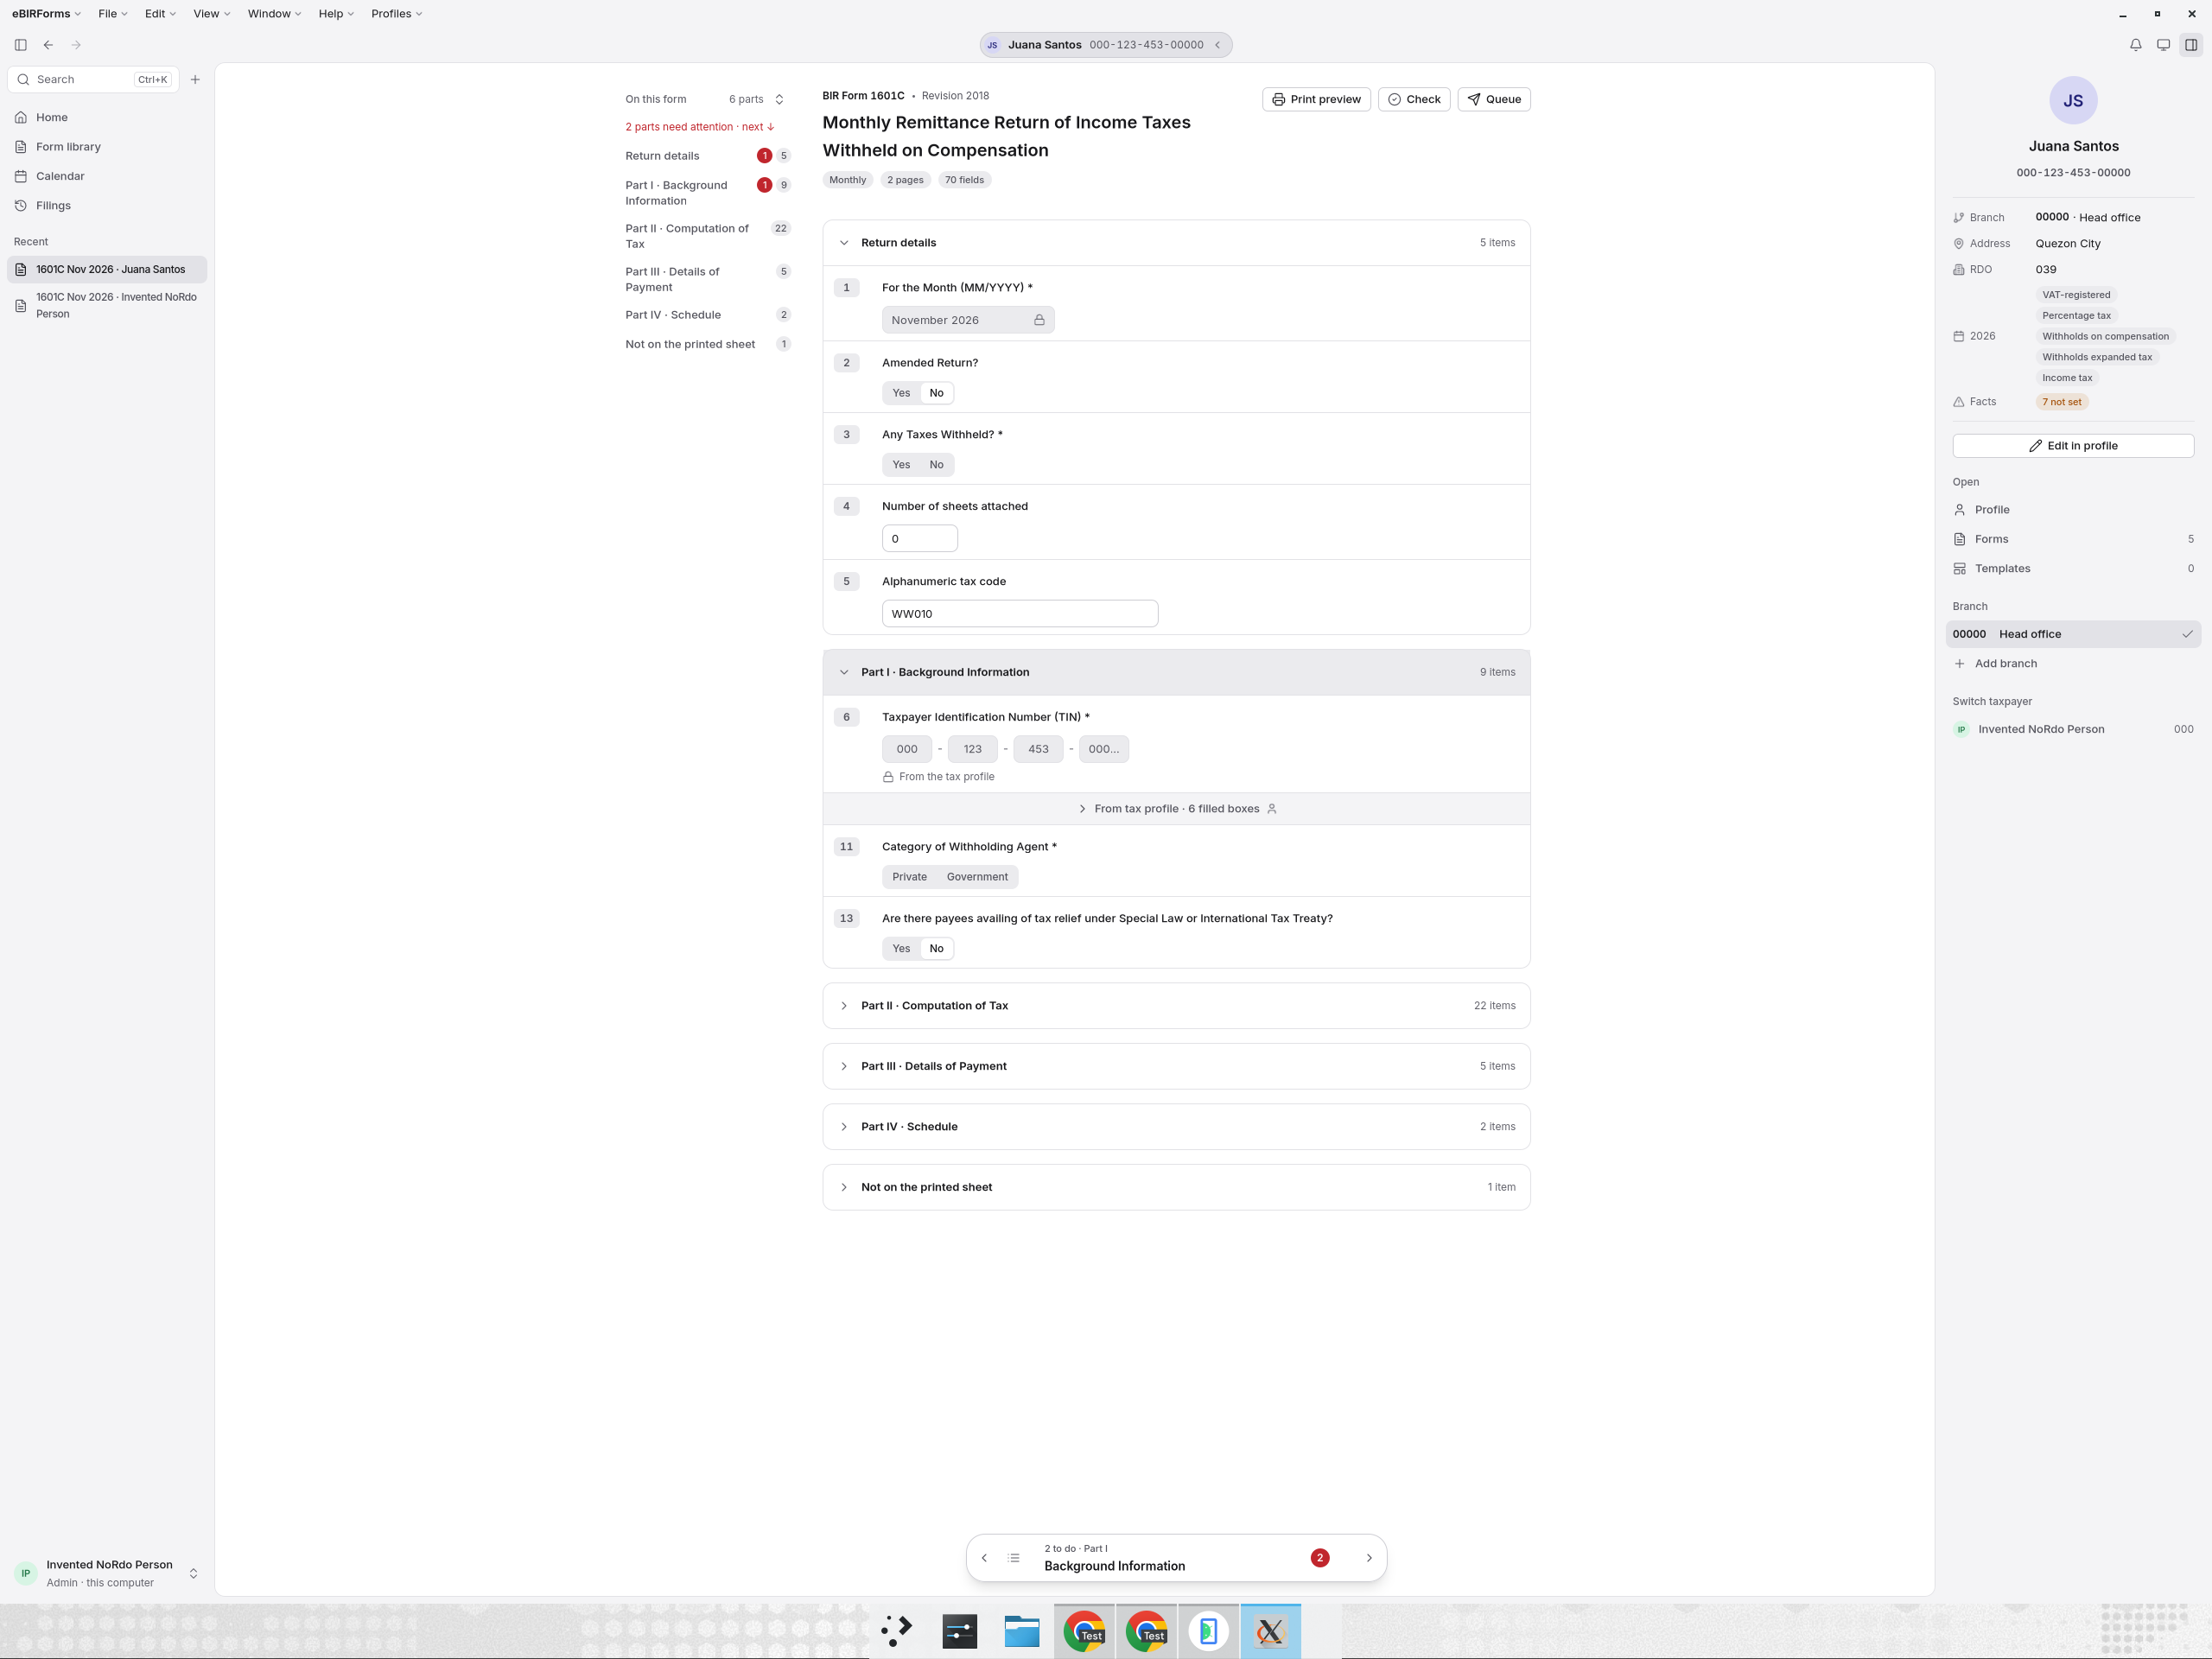 eBIRForms File Edit View Window Help Profiles
JS Juana Santos 000-123-453-00000
Search Ctrl+K
Home
Form library
Calendar
Filings
Recent
1601C Nov 2026 · Juana Santos
1601C Nov 2026 · Invented NoRdo
Person
Invented NoRdo Person
IP
Admin · this computer
On this form 6 parts
2 parts need attention · next ↓
Return details 1 5
Part I · Background 1 9
Information
Part II · Computation of 22
Tax
Part III · Details of 5
Payment
Part IV · Schedule 2
Not on the printed sheet 1
BIR Form 1601C • Revision 2018
Print preview Check Queue
Monthly Remittance Return of Income Taxes
Withheld on Compensation
Monthly 2 pages 70 fields
Return details 5 items
1 For the Month (MM/YYYY) *
November 2026
2 Amended Return?
Yes No
3 Any Taxes Withheld? *
Yes No
4 Number of sheets attached
0
5 Alphanumeric tax code
WW010
Part I · Background Information 9 items
6 Taxpayer Identification Number (TIN) *
000 - 123 - 453 - 000...
From the tax profile
From tax profile · 6 filled boxes
11 Category of Withholding Agent *
Private Government
13 Are there payees availing of tax relief under Special Law or International Tax Treaty?
Yes No
Part II · Computation of Tax 22 items
Part III · Details of Payment 5 items
Part IV · Schedule 2 items
Not on the printed sheet 1 item
2 to do · Part I
Background Information 2
JS
Juana Santos
000-123-453-00000
Branch 00000 · Head office
Address Quezon City
RDO 039
VAT-registered
Percentage tax
2026 Withholds on compensation
Withholds expanded tax
Income tax
Facts 7 not set
Edit in profile
Open
Profile
Forms 5
Templates 0
Branch
00000 Head office
Add branch
Switch taxpayer
IP Invented NoRdo Person 000
Test Test